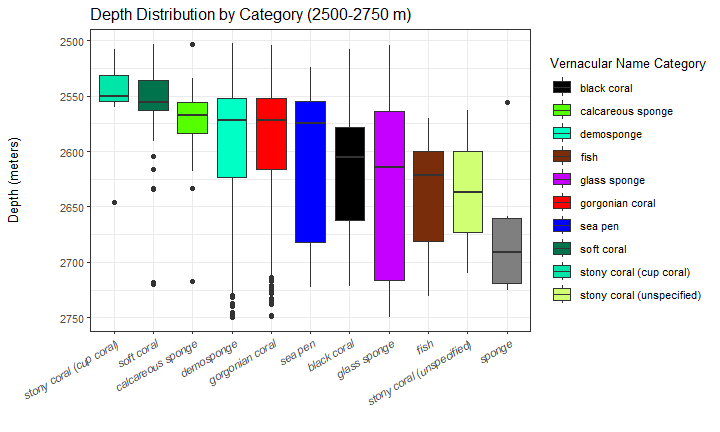 Depth Distribution by Category (2500-2750 m)
Depth (meters)
2500
2550
2600
2650
2700
2750
stony coral (cup coral)
soft coral
calcareous sponge
demosponge
gorgonian coral
sea pen
black coral
glass sponge
fish
stony coral (unspecified)
sponge
Vernacular Name Category
black coral
calcareous sponge
demosponge
fish
glass sponge
gorgonian coral
sea pen
soft coral
stony coral (cup coral)
stony coral (unspecified)